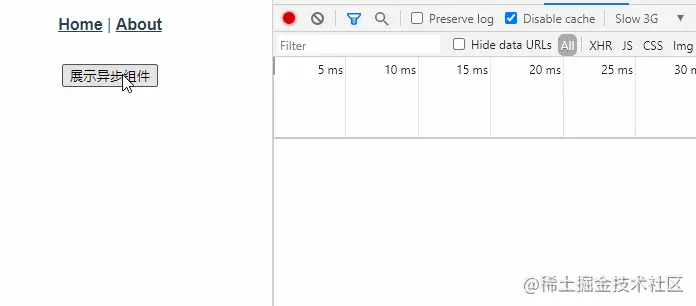 Home | About
展示异步组件
Preserve log Disable cache Slow 3G
Filter Hide data URLs All XHR JS CSS Img
5 ms 10 ms 15 ms 20 ms 25 ms 30 m
@稀土掘金技术社区